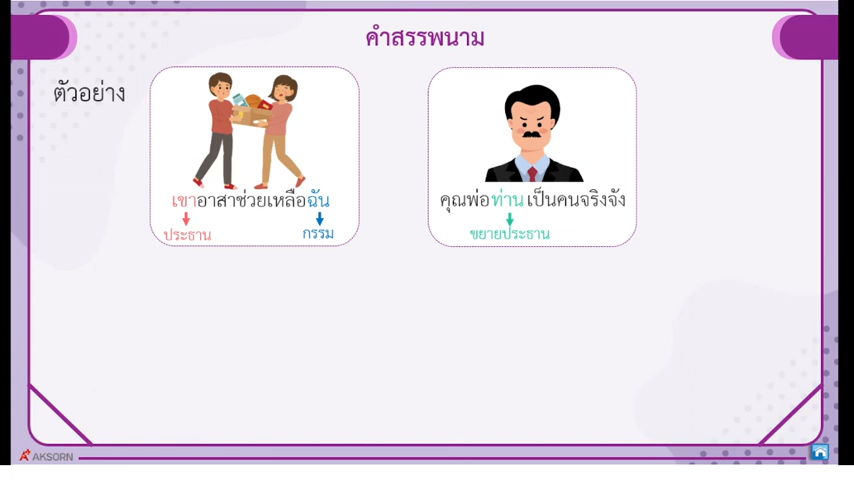 คำสรรพนาม
ตัวอย่าง
เขาอาสาช่วยเหลือฉัน
ประธาน
กรรม
คุณพ่อท่านเป็นคนจริงจัง
ขยายประธาน
AKSORN